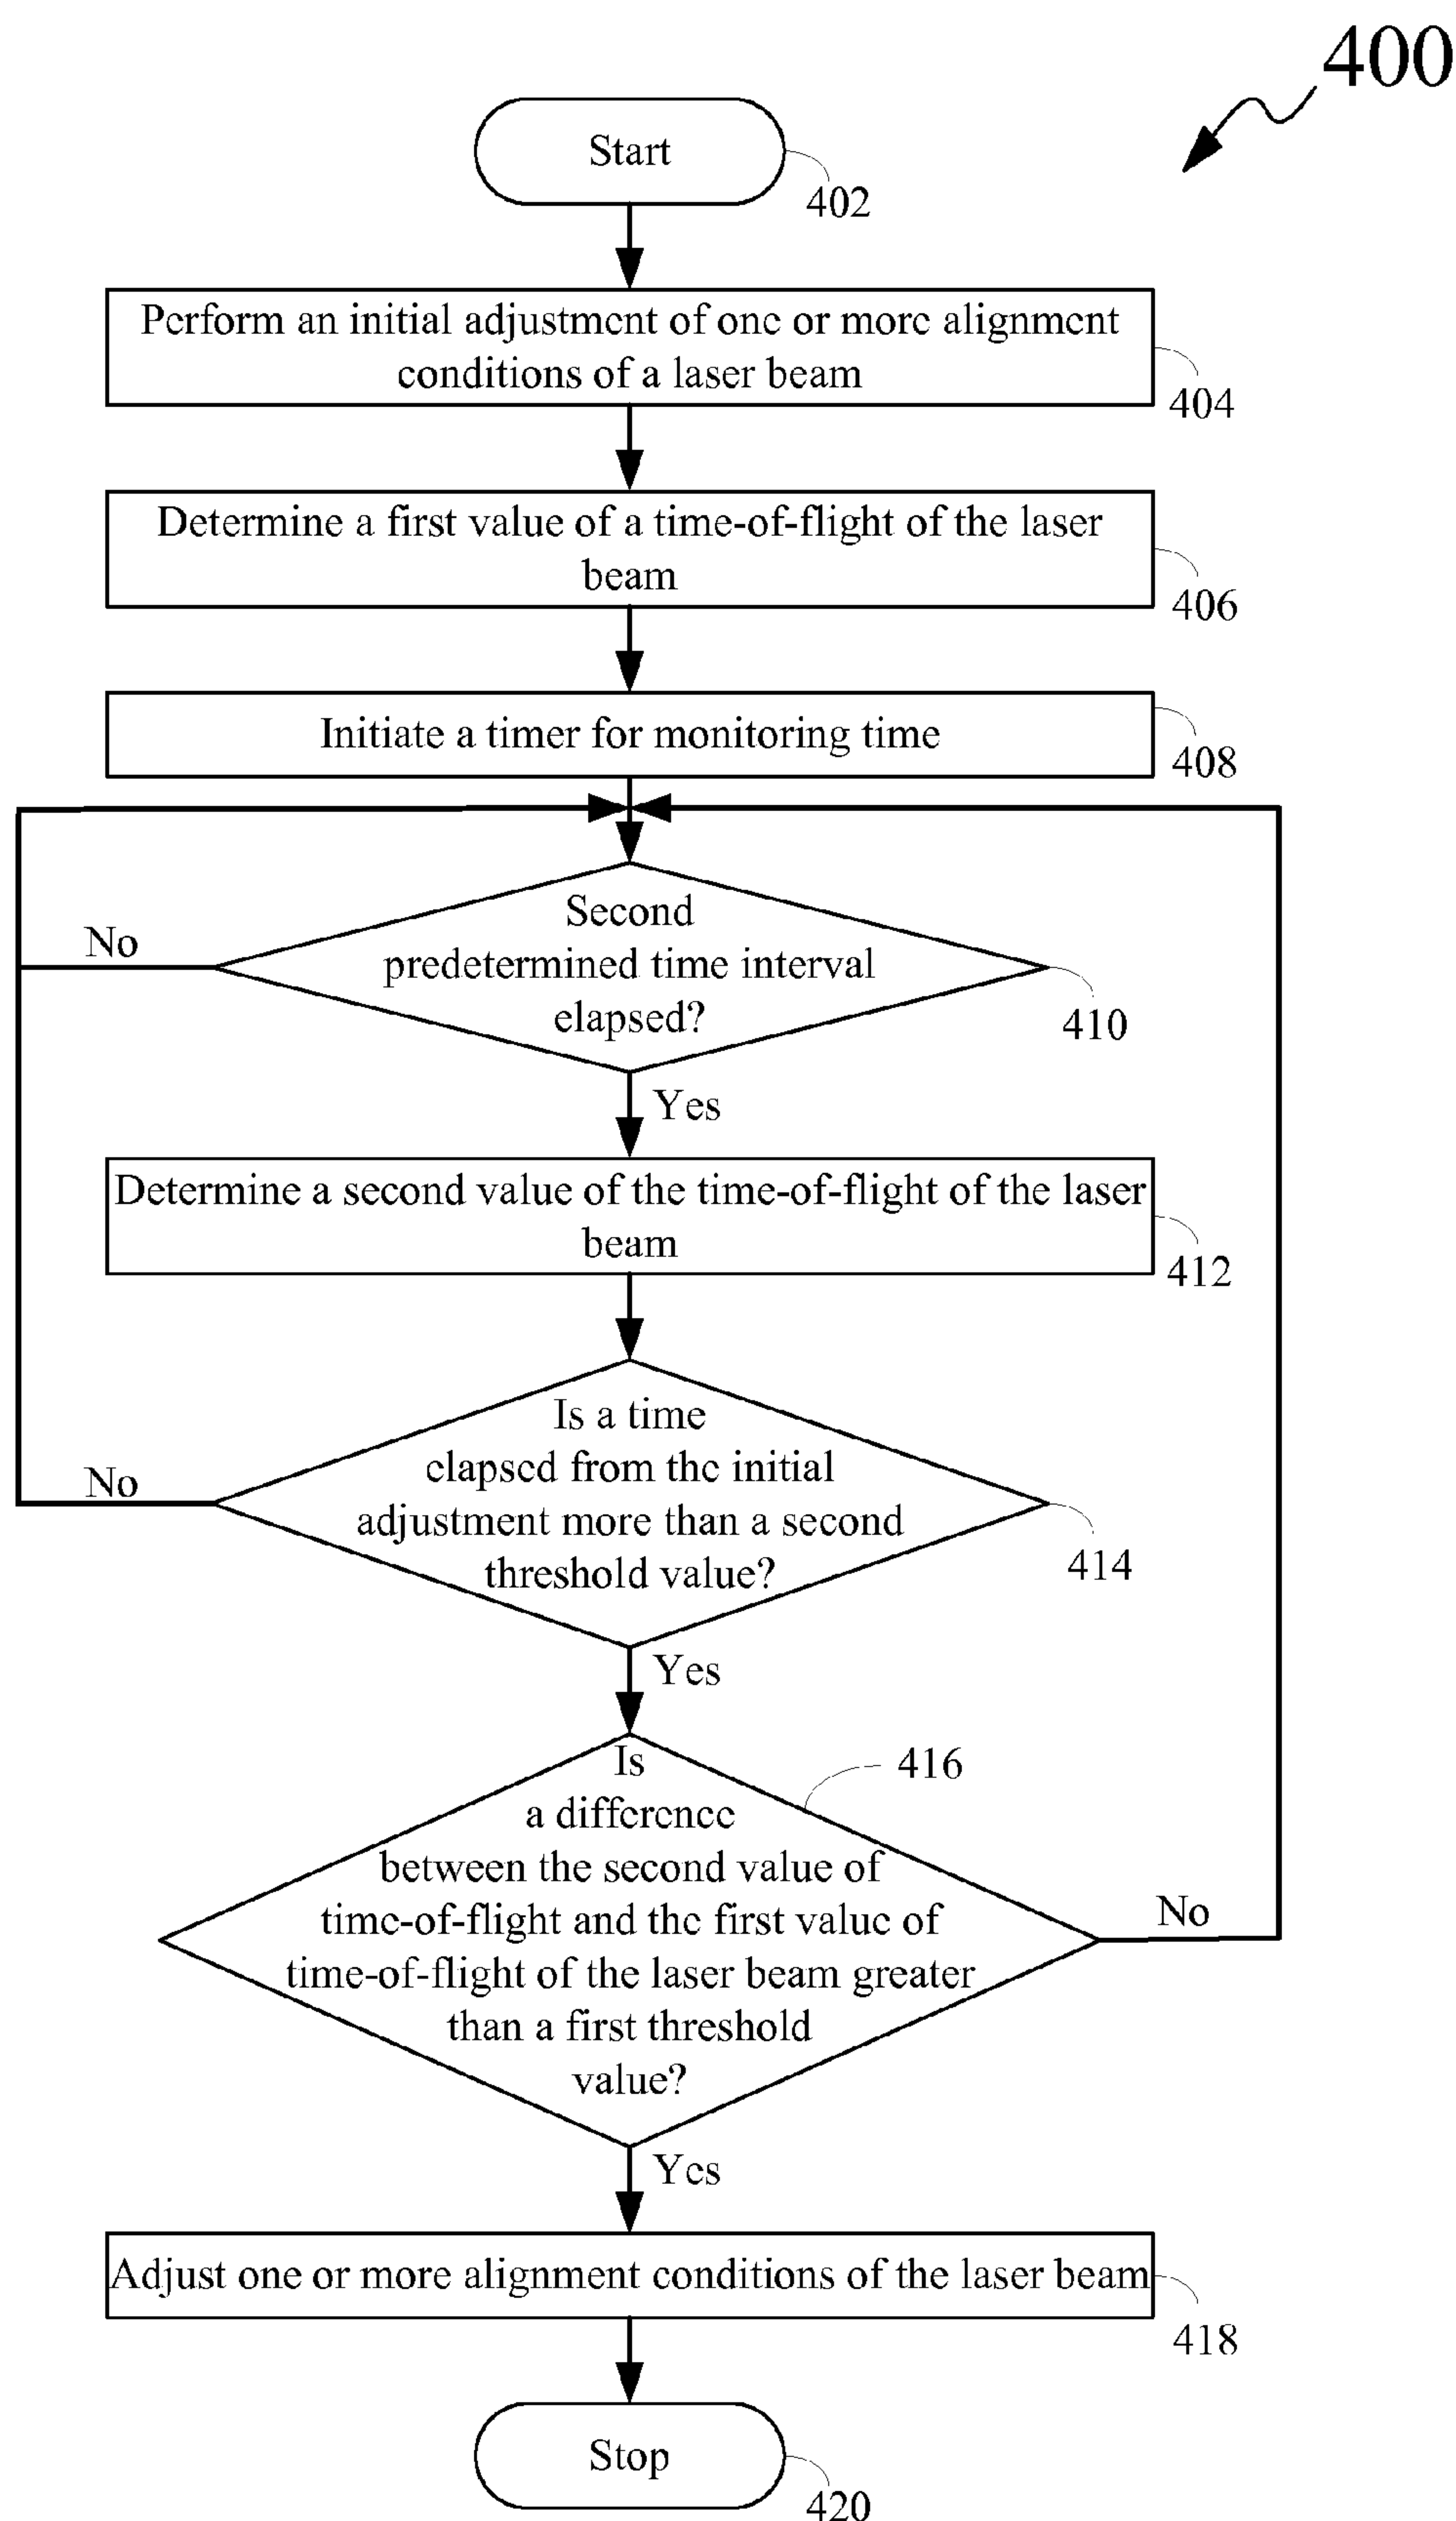 400
Start
402
Perform an initial adjustment of one or more alignment
conditions of a laser beam
404
Determine a first value of a time-of-flight of the laser
beam
406
Initiate a timer for monitoring time
408
Second
predetermined time interval
elapsed?
No
410
Yes
Determine a second value of the time-of-flight of the laser
beam
412
Is a time
elapsed from the initial
adjustment more than a second
threshold value?
No
414
Yes
416
Is
a difference
between the second value of
time-of-flight and the first value of
time-of-flight of the laser beam greater
than a first threshold
value?
No
Yes
Adjust one or more alignment conditions of the laser beam
418
Stop
420